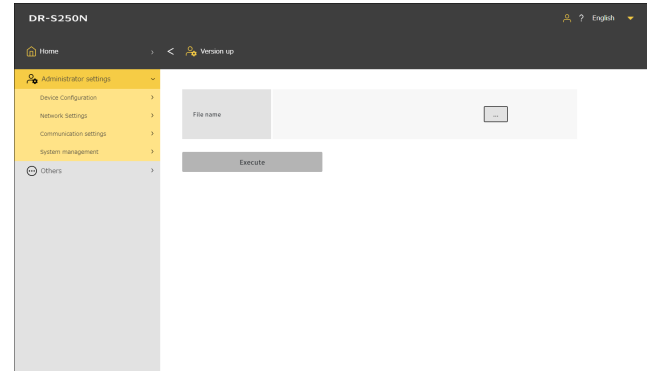 DR-S250N
? English
Home
< Version up
Administrator settings
Device Configuration
Network Settings
Communication settings
System management
Others
File name
...
Execute